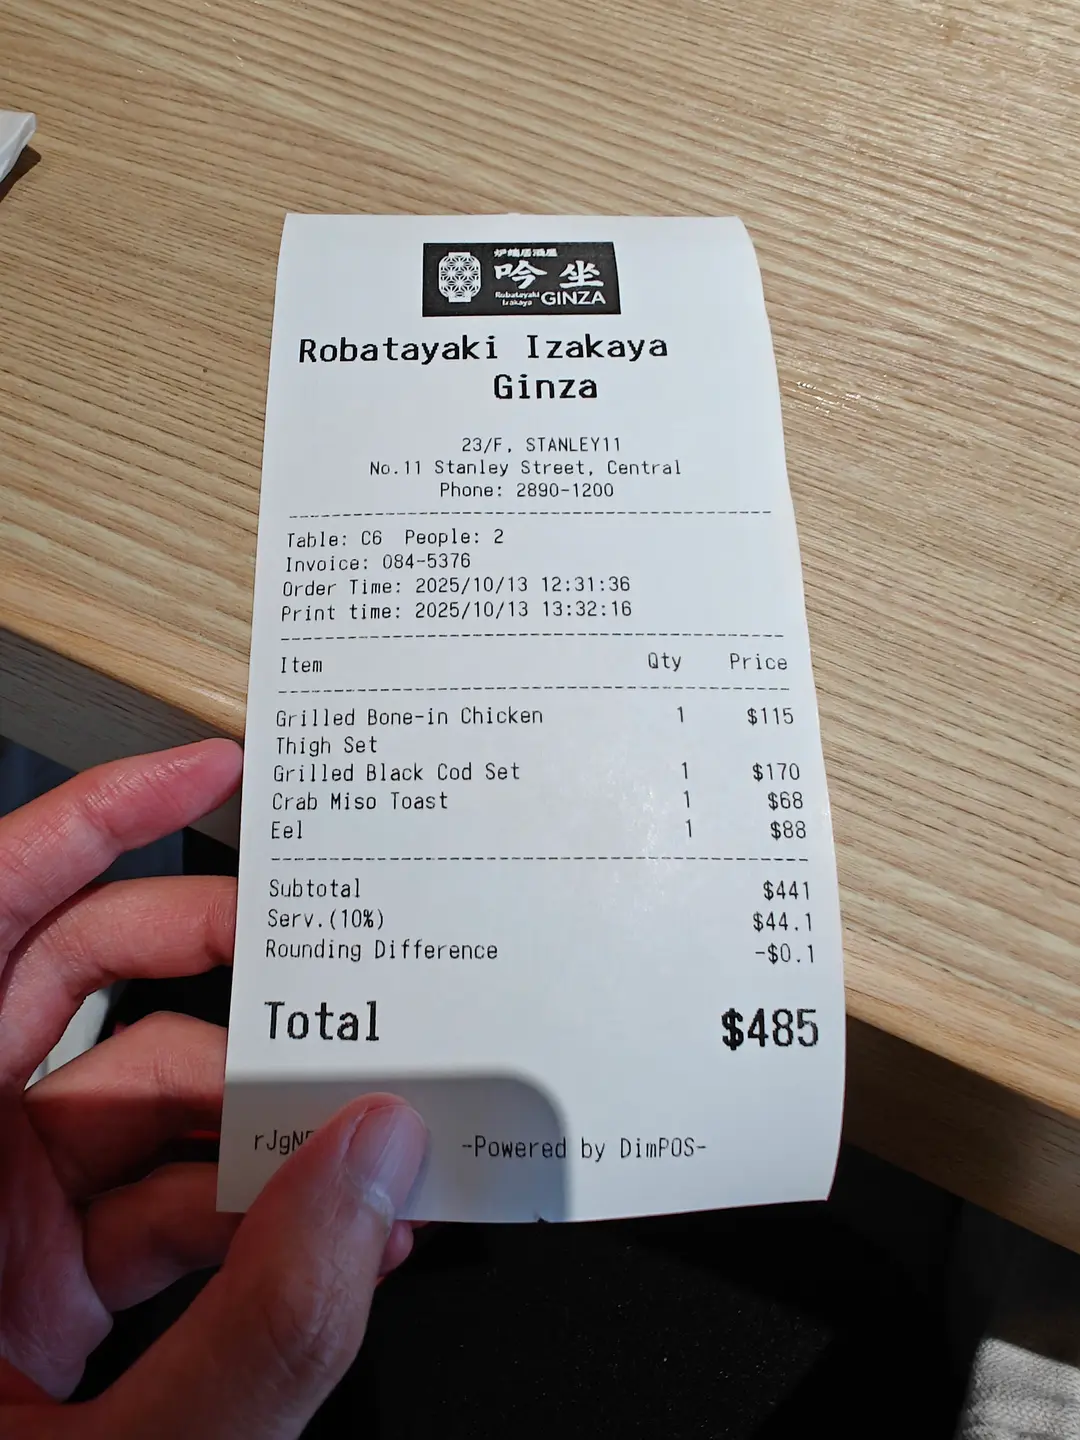 炉端居酒屋
吟坐
Robatayaki Izakaya GINZA
Robatayaki Izakaya
Ginza
23/F, STANLEY11
No.11 Stanley Street, Central
Phone: 2890-1200
Table: C6 People: 2
Invoice: 084-5376
Order Time: 2025/10/13 12:31:36
Print time: 2025/10/13 13:32:16
Item Qty Price
Grilled Bone-in Chicken 1 $115
Thigh Set
Grilled Black Cod Set 1 $170
Crab Miso Toast 1 $68
Eel 1 $88
Subtotal $441
Serv.(10%) $44.1
Rounding Difference -$0.1
Total $485
-Powered by DimPOS-